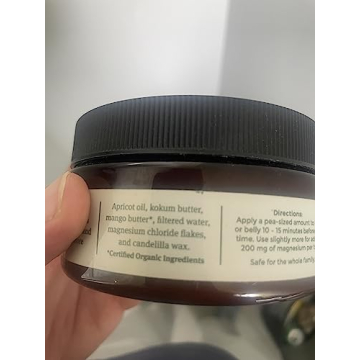 Apricot oil, kokum butter,
mango butter*, filtered water,
magnesium chloride flakes,
and candelilla wax.
*Certified Organic Ingredients
Directions:
Apply a pea-sized amount to
or belly 10 - 15 minutes before
time. Use slightly more for
200 mg of magnesium per
Safe for the whole family